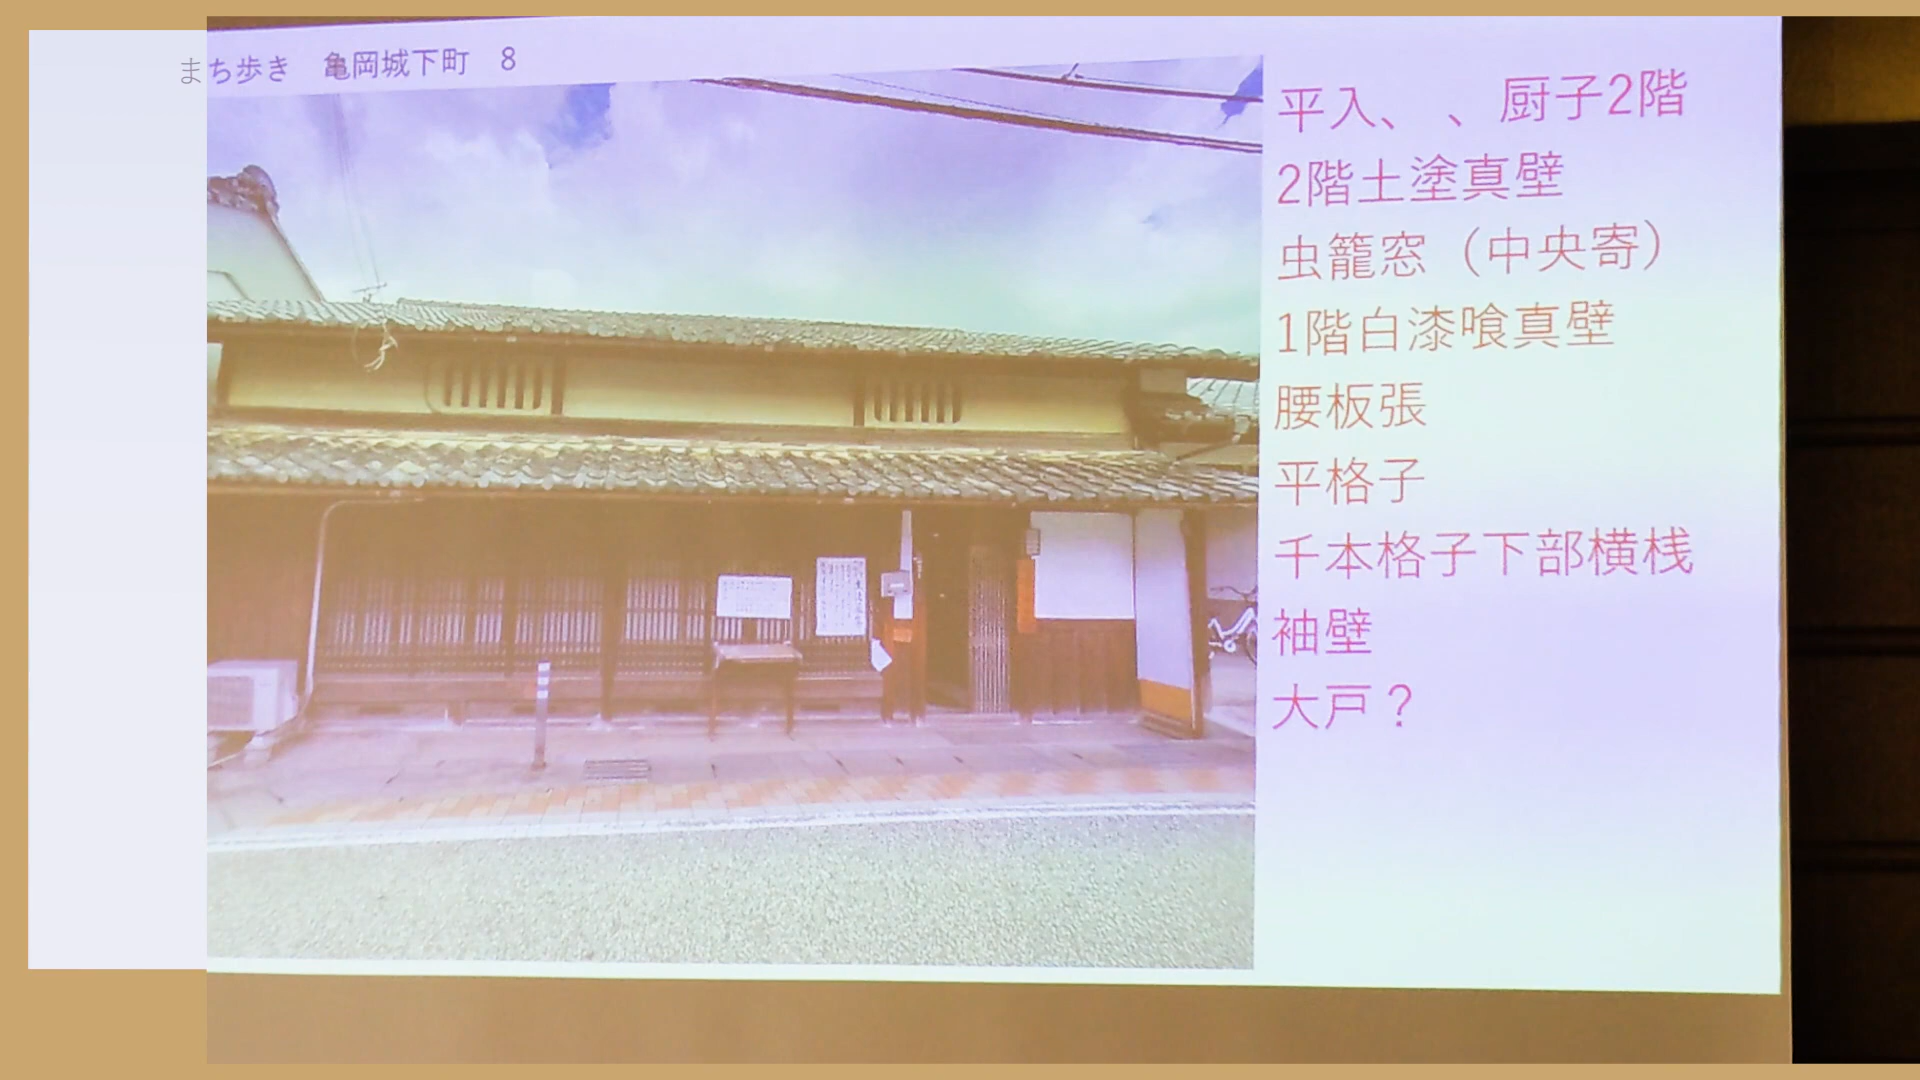 まち歩き　亀岡城下町　8
平入、 、厨子2階
2階土塗真壁
虫籠窓（中央寄）
1階白漆喰真壁
腰板張
平格子
千本格子下部横桟
袖壁
大戸？